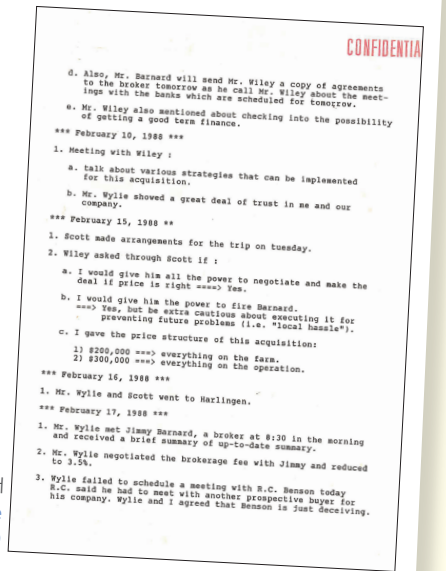 CONFIDENTIA
d. Also, Mr. Barnard will send Mr. Wiley a copy of agreements
to the broker tomorrow as he call Mr. Wiley about the meet-
ings with the banks which are scheduled for tomorrow.
e. Mr. Wiley also mentioned about checking into the possibility
of getting a good term finance.
*** February 10, 1988 ***
1. Meeting with Wiley :
a. talk about various strategies that can be implemented
for this acquisition.
b. Mr. Wylie showed a great deal of trust in me and our
company.
*** February 15, 1988 **
1. Scott made arrangements for the trip on tuesday.
2. Wiley asked through Scott if :
a. I would give him all the power to negotiate and make the
deal if price is right ====> Yes.
b. I would give him the power to fire Barnard.
===> Yes, but be extra cautious about executing it for
preventing future problems (i.e. "local hassle").
c. I gave the price structure of this acquisition:
1) $200,000 ===> everything on the farm.
2) $300,000 ===> everything on the operation.
*** February 16, 1988 ***
1. Mr. Wylie and Scott went to Harlingen.
*** February 17, 1988 ***
1. Mr. Wylie met Jimmy Barnard, a broker at 8:30 in the morning
and received a brief summary of up-to-date summary.
2. Mr. Wylie negotiated the brokerage fee with Jimmy and reduced
to 3.5%.
3. Wylie failed to schedule a meeting with R.C. Benson today
R.C. said he had to meet with another prospective buyer for
his company. Wylie and I agreed that Benson is just deceiving.